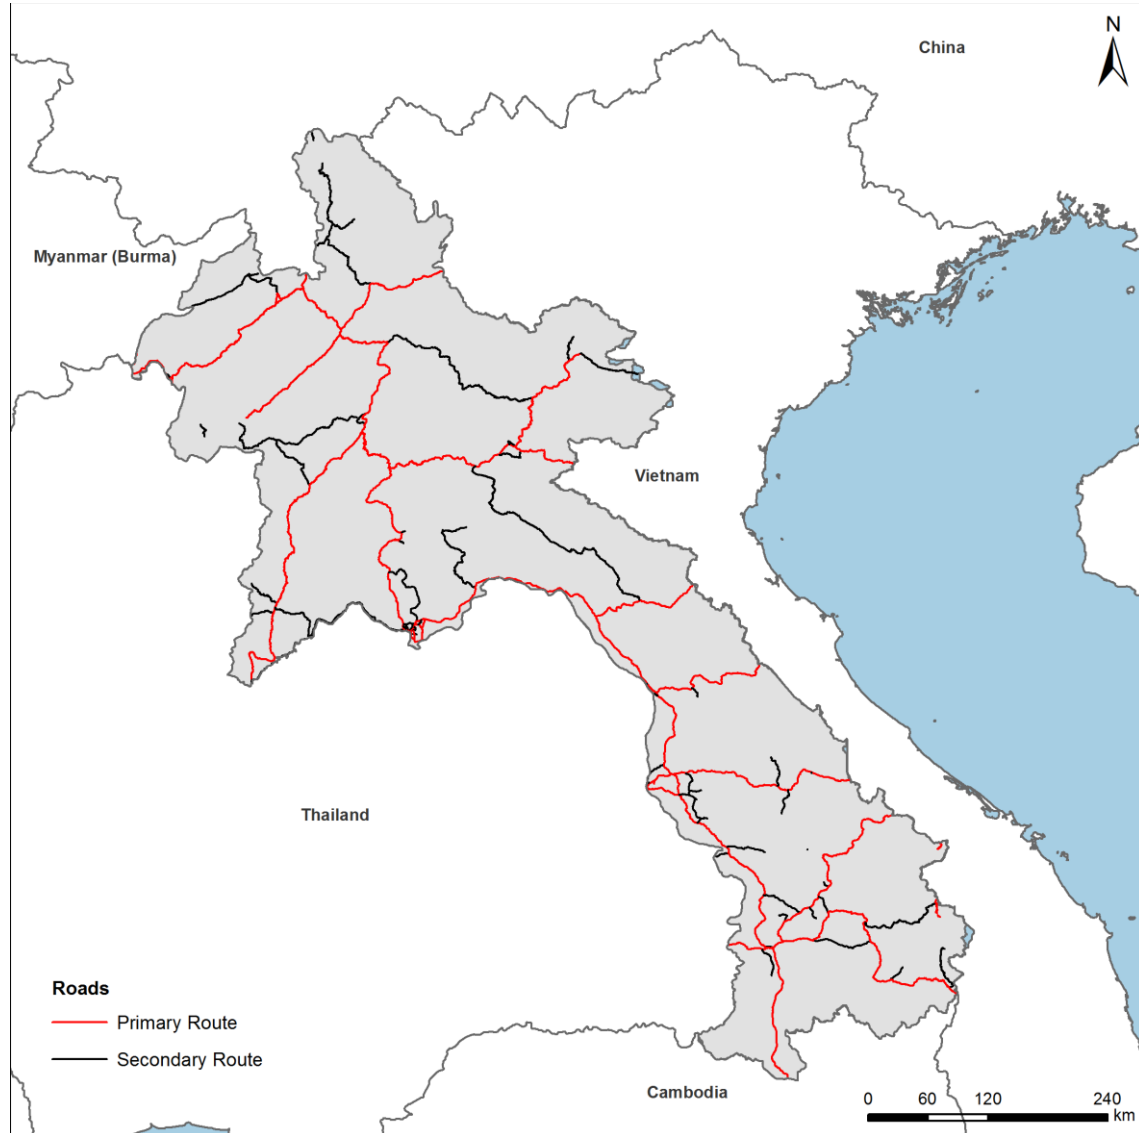 N
China
Myanmar (Burma)
Vietnam
Thailand
Roads
Primary Route
Secondary Route
Cambodia
0 60 120 240
km